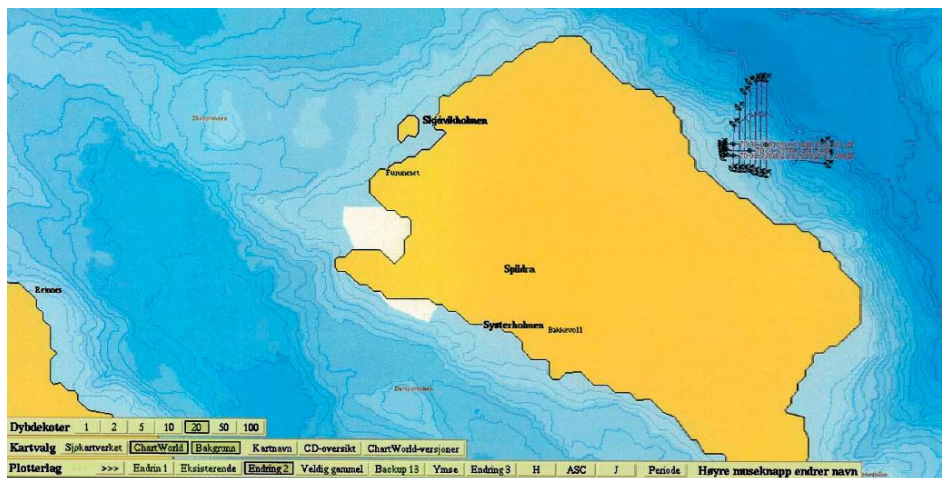 Skjåvikholmen
Furuneset
Spildra
Reinnes
Systerholmen
Bakkevoll
Dybdekoter 1 2 5 10 20 50 100
Kartvalg Sjøkartverket ChartWorld Bakgrunn Kartnavn CD-oversikt ChartWorld-versjoner
Plotterlag >>> Endrin 1 Eksisterende Endring 2 Veldig gammel Backup 13 Ymse Endring 3 H ASC J Periode Høyre museknapp endrer navn